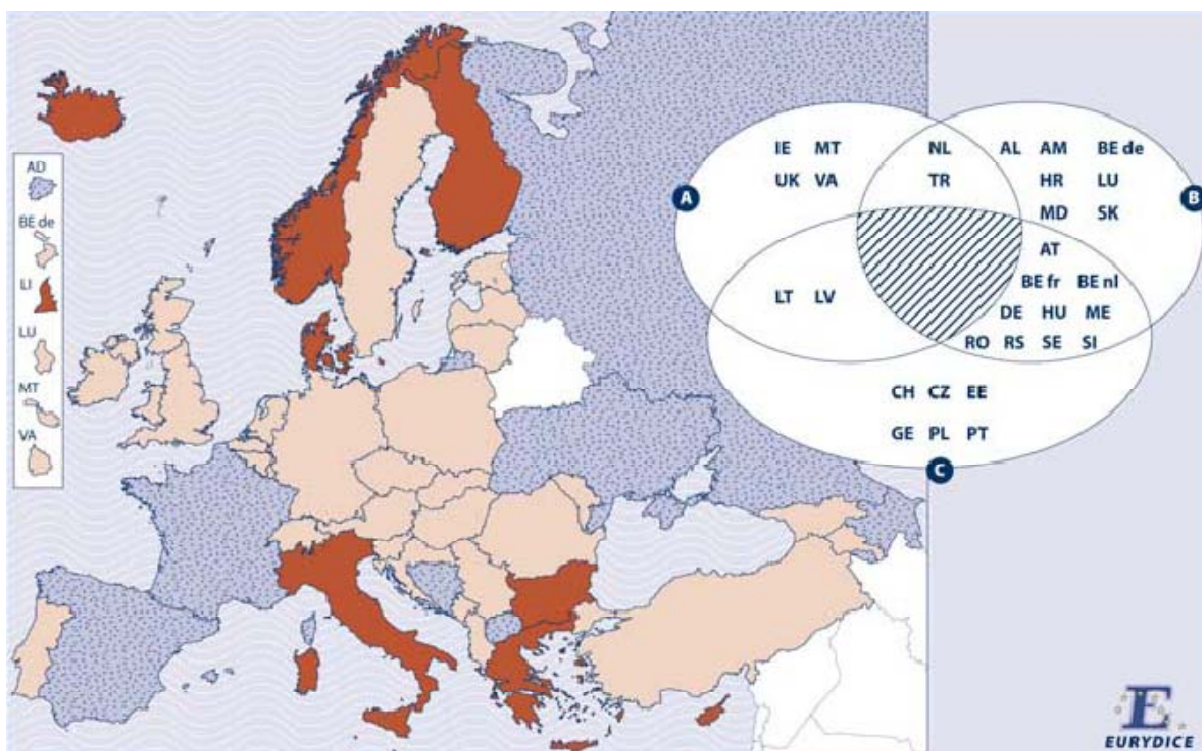 AD
BE de
LI
LU
MT
VA
IE MT NL AL AM BE de
UK VA TR HR LU
A B
MD SK
AT
BE fr BE nl
LT LV
DE HU ME
RO RS SE SI
CH CZ EE
GE PL PT
C
E
EURYDICE